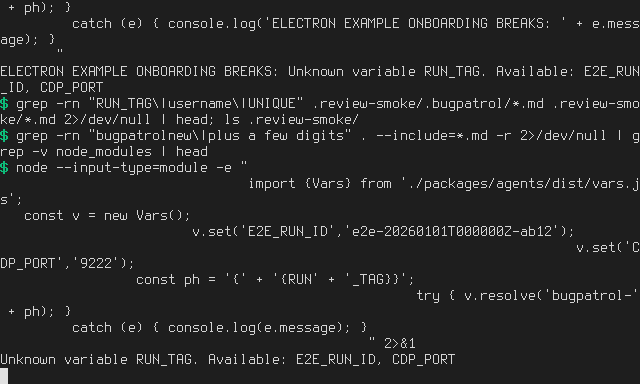 + ph); }
         catch (e) { console.log('ELECTRON EXAMPLE ONBOARDING BREAKS: ' + e.mess
age); }
       "
ELECTRON EXAMPLE ONBOARDING BREAKS: Unknown variable RUN_TAG. Available: E2E_RUN
_ID, CDP_PORT
$ grep -rn "RUN_TAG\|username\|UNIQUE" .review-smoke/.bugpatrol/*.md .review-smo
ke/*.md 2>/dev/null | head; ls .review-smoke/
$ grep -rn "bugpatrolnew\|plus a few digits" . --include=*.md -r 2>/dev/null | g
rep -v node_modules | head
$ node --input-type=module -e "
                               import {Vars} from './packages/agents/dist/vars.j
s';
   const v = new Vars();
                        v.set('E2E_RUN_ID','e2e-20260101T000000Z-ab12');
                                                                        v.set('C
DP_PORT','9222');
                 const ph = '{' + '{RUN' + '_TAG}}';
                                                    try { v.resolve('bugpatrol-'
 + ph); }
         catch (e) { console.log(e.message); }
                                              " 2>&1
Unknown variable RUN_TAG. Available: E2E_RUN_ID, CDP_PORT